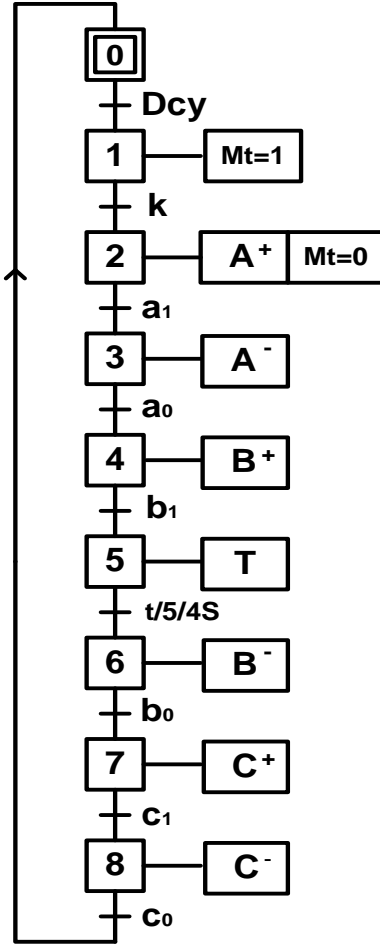 0
Dcy
1 Mt=1
k
2 A⁺ Mt=0
a₁
3 A⁻
a₀
4 B⁺
b₁
5 T
t/5/4S
6 B⁻
b₀
7 C⁺
c₁
8 C⁻
c₀